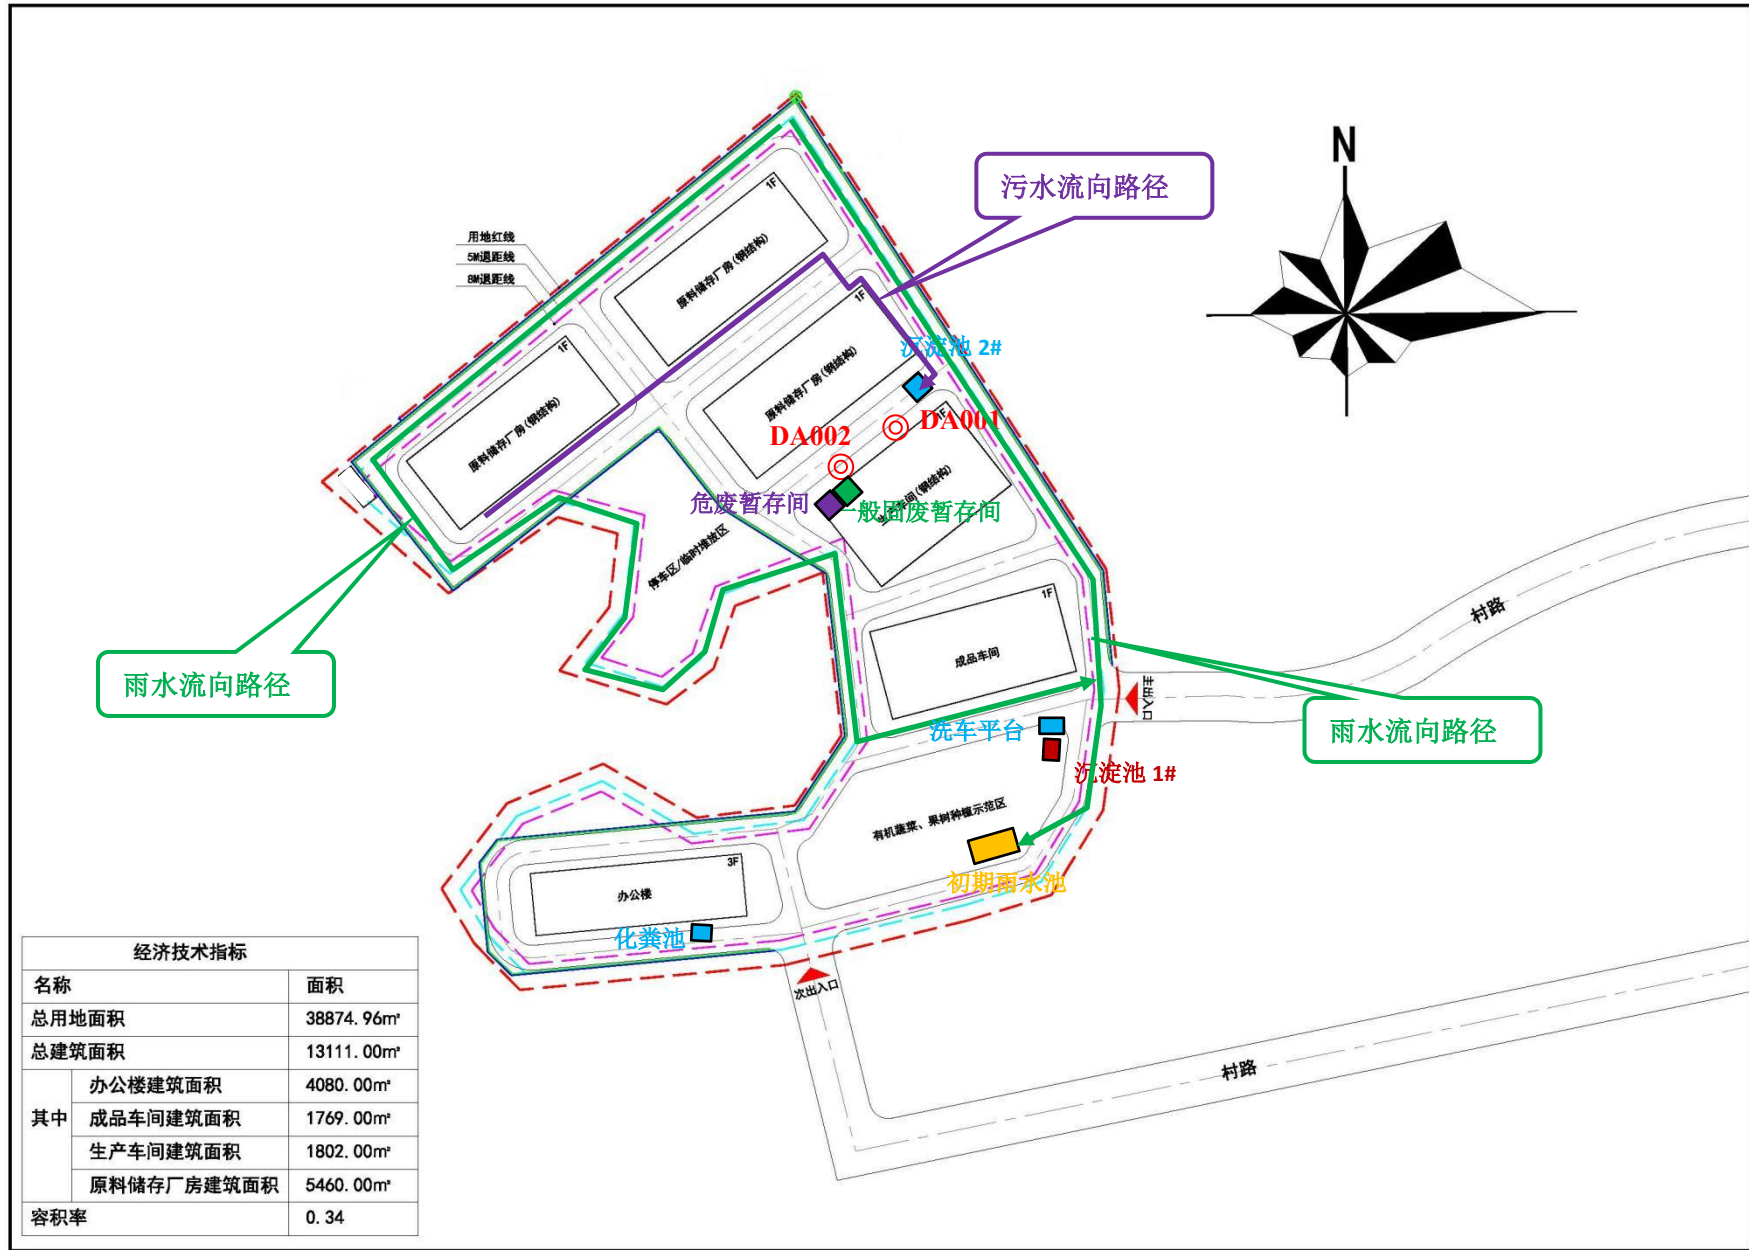 N
污水流向路径
用地红线
5M退距线
8M退距线
1F
原料储存厂房(钢结构)
1F
原料储存厂房(钢结构)
1F
原料储存厂房(钢结构)
沉淀池 2#
DA001
DA002
1F
生产车间(钢结构)
危废暂存间
一般固废暂存间
停车区/临时堆放区
雨水流向路径
1F
成品车间
村路
主出入口
雨水流向路径
洗车平台
沉淀池 1#
有机蔬菜、果树种植示范区
初期雨水池
3F
办公楼
化粪池
次出入口
村路
经济技术指标
名称 面积
总用地面积 38874.96㎡
总建筑面积 13111.00㎡
其中 办公楼建筑面积 4080.00㎡
成品车间建筑面积 1769.00㎡
生产车间建筑面积 1802.00㎡
原料储存厂房建筑面积 5460.00㎡
容积率 0.34